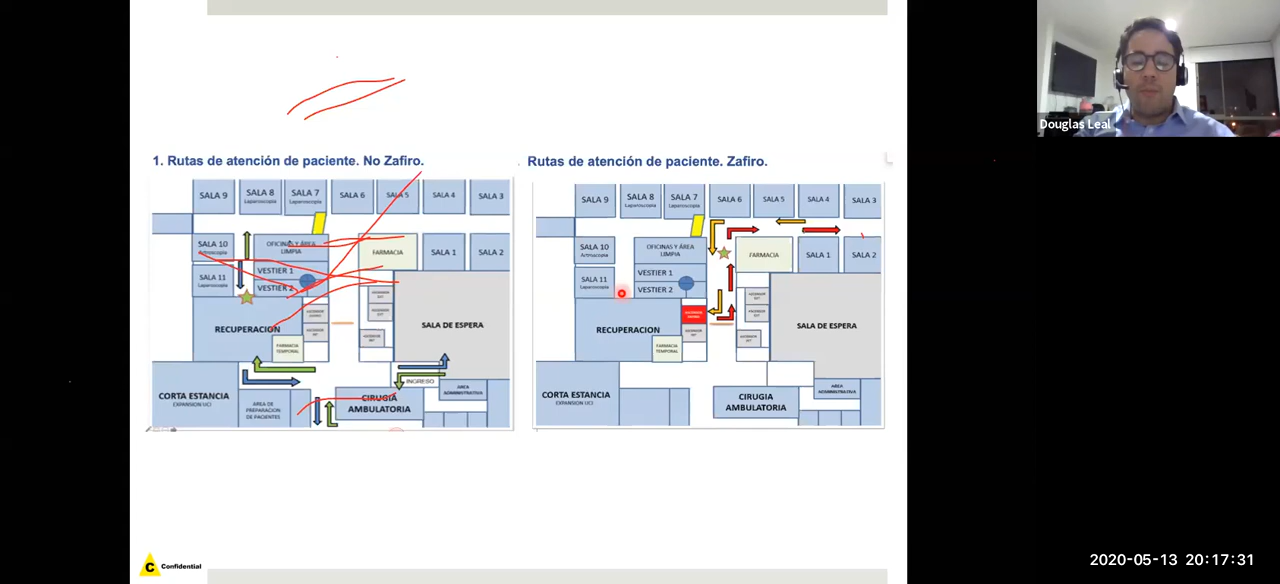 Douglas Leal
1. Rutas de atención de paciente. No Zafiro.
SALA 9
SALA 8
Laparoscopia
SALA 7
Laparoscopia
SALA 6
SALA 5
SALA 4
SALA 3
SALA 10
Artroscopia
OFICINAS Y ÁREA
LIMPIA
FARMACIA
SALA 1
SALA 2
SALA 11
Laparoscopia
VESTIER 1
VESTIER 2
RECUPERACION
SALA DE ESPERA
FARMACIA
TEMPORAL
INGRESO
CORTA ESTANCIA
EXPANSION UCI
AREA DE
PREPARACION
DE PACIENTES
CIRUGIA
AMBULATORIA
AREA
ADMINISTRATIVA
Rutas de atención de paciente. Zafiro.
SALA 9
SALA 8
Laparoscopia
SALA 7
Laparoscopia
SALA 6
SALA 5
SALA 4
SALA 3
SALA 10
Artroscopia
OFICINAS Y ÁREA
LIMPIA
FARMACIA
SALA 1
SALA 2
SALA 11
Laparoscopia
VESTIER 1
VESTIER 2
RECUPERACION
SALA DE ESPERA
FARMACIA
TEMPORAL
CORTA ESTANCIA
EXPANSION UCI
CIRUGIA
AMBULATORIA
AREA
ADMINISTRATIVA
C Confidential
2020-05-13 20:17:31